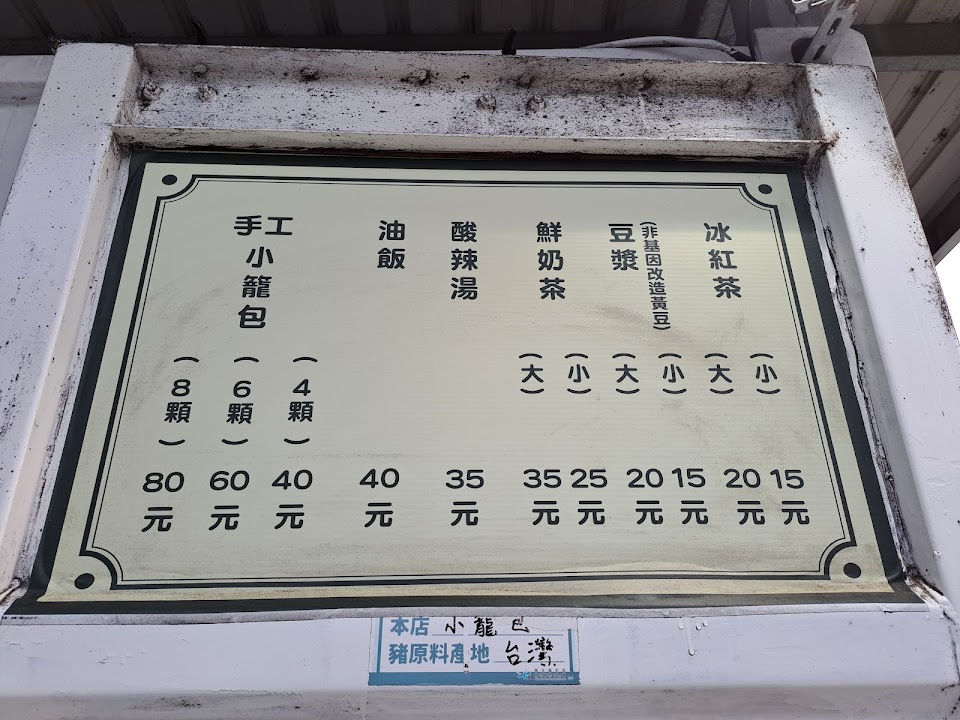 冰紅茶
(小)
15元
(大)
20元
豆漿
(非基因改造黃豆)
(小)
15元
(大)
20元
鮮奶茶
(小)
25元
(大)
35元
酸辣湯
35元
油飯
40元
手工
小籠包
(4顆)
40元
(6顆)
60元
(8顆)
80元
本店 小龍包
豬原料產地 台灣